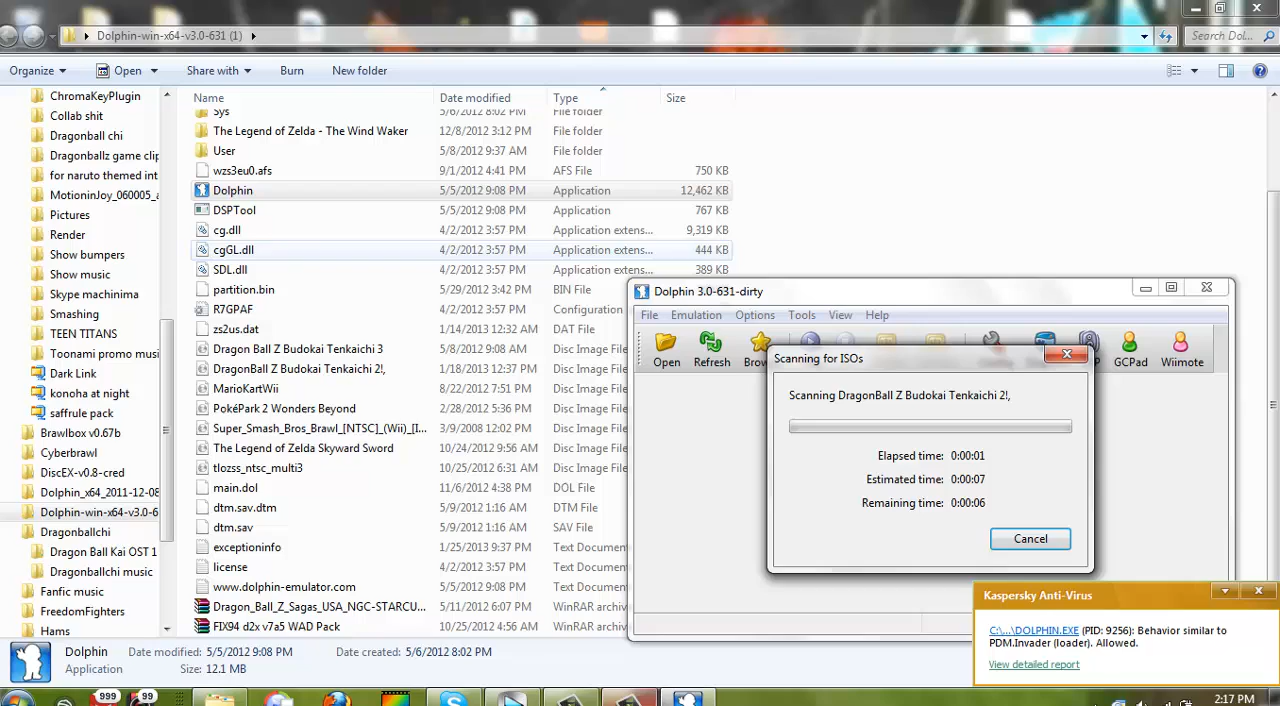 Dolphin-win-x64-v3.0-631 (1)
Search Dol...
Organize
Open
Share with
Burn
New folder
Name
Date modified
Type
Size
ChromaKeyPlugin
Collab shit
Dragonball chi
Dragonballz game clip
for naruto themed int
MotioninJoy_060005_
Pictures
Render
Show bumpers
Show music
Skype machinima
Smashing
TEEN TITANS
Toonami promo musi
Dark Link
konoha at night
saffrule pack
Brawlbox v0.67b
Cyberbrawl
DiscEX-v0.8-cred
Dolphin_x64_2011-12-08
Dolphin-win-x64-v3.0-6
Dragonballchi
Dragon Ball Kai OST 1
Dragonballchi music
Fanfic music
FreedomFighters
Hams
Sys 5/6/2012 8:02 PM File folder
The Legend of Zelda - The Wind Waker 12/8/2012 3:12 PM File folder
User 5/8/2012 9:37 AM File folder
wzs3eu0.afs 9/1/2012 4:41 PM AFS File 750 KB
Dolphin 5/5/2012 9:08 PM Application 12,462 KB
DSPTool 5/5/2012 9:08 PM Application 767 KB
cg.dll 4/2/2012 3:57 PM Application extens... 9,319 KB
cgGL.dll 4/2/2012 3:57 PM Application extens... 444 KB
SDL.dll 4/2/2012 3:57 PM Application extens... 389 KB
partition.bin 5/29/2012 3:42 PM BIN File
R7GPAF 4/2/2012 3:57 PM Configuration
zs2us.dat 1/14/2013 12:32 AM DAT File
Dragon Ball Z Budokai Tenkaichi 3 5/8/2012 9:08 AM Disc Image File
DragonBall Z Budokai Tenkaichi 2!, 1/18/2013 12:37 PM Disc Image File
MarioKartWii 8/22/2012 7:51 PM Disc Image File
PokéPark 2 Wonders Beyond 2/28/2012 5:36 PM Disc Image File
Super_Smash_Bros_Brawl_[NTSC]_(Wii)_[I... 3/9/2008 12:02 PM Disc Image File
The Legend of Zelda Skyward Sword 10/24/2012 9:56 AM Disc Image File
tlozss_ntsc_multi3 10/25/2012 6:31 AM Disc Image File
main.dol 11/6/2012 4:38 PM DOL File
dtm.sav.dtm 5/9/2012 1:16 AM DTM File
dtm.sav 5/9/2012 1:16 AM SAV File
exceptioninfo 1/25/2013 9:37 PM Text Document
license 4/2/2012 3:57 PM Text Document
www.dolphin-emulator.com 5/5/2012 9:08 PM Text Document
Dragon_Ball_Z_Sagas_USA_NGC-STARCU... 5/11/2012 6:07 PM WinRAR archiv
FIX94 d2x v7a5 WAD Pack 10/25/2012 4:56 AM WinRAR archiv
Dolphin 3.0-631-dirty
File Emulation Options Tools View Help
Open Refresh Brow P GCPad Wiimote
Scanning for ISOs
Scanning DragonBall Z Budokai Tenkaichi 2!,
Elapsed time: 0:00:01
Estimated time: 0:00:07
Remaining time: 0:00:06
Cancel
Kaspersky Anti-Virus
C:\...\DOLPHIN.EXE (PID: 9256): Behavior similar to
PDM.Invader (loader). Allowed.
View detailed report
Dolphin Date modified: 5/5/2012 9:08 PM Date created: 5/6/2012 8:02 PM
Application Size: 12.1 MB
999
99
2:17 PM